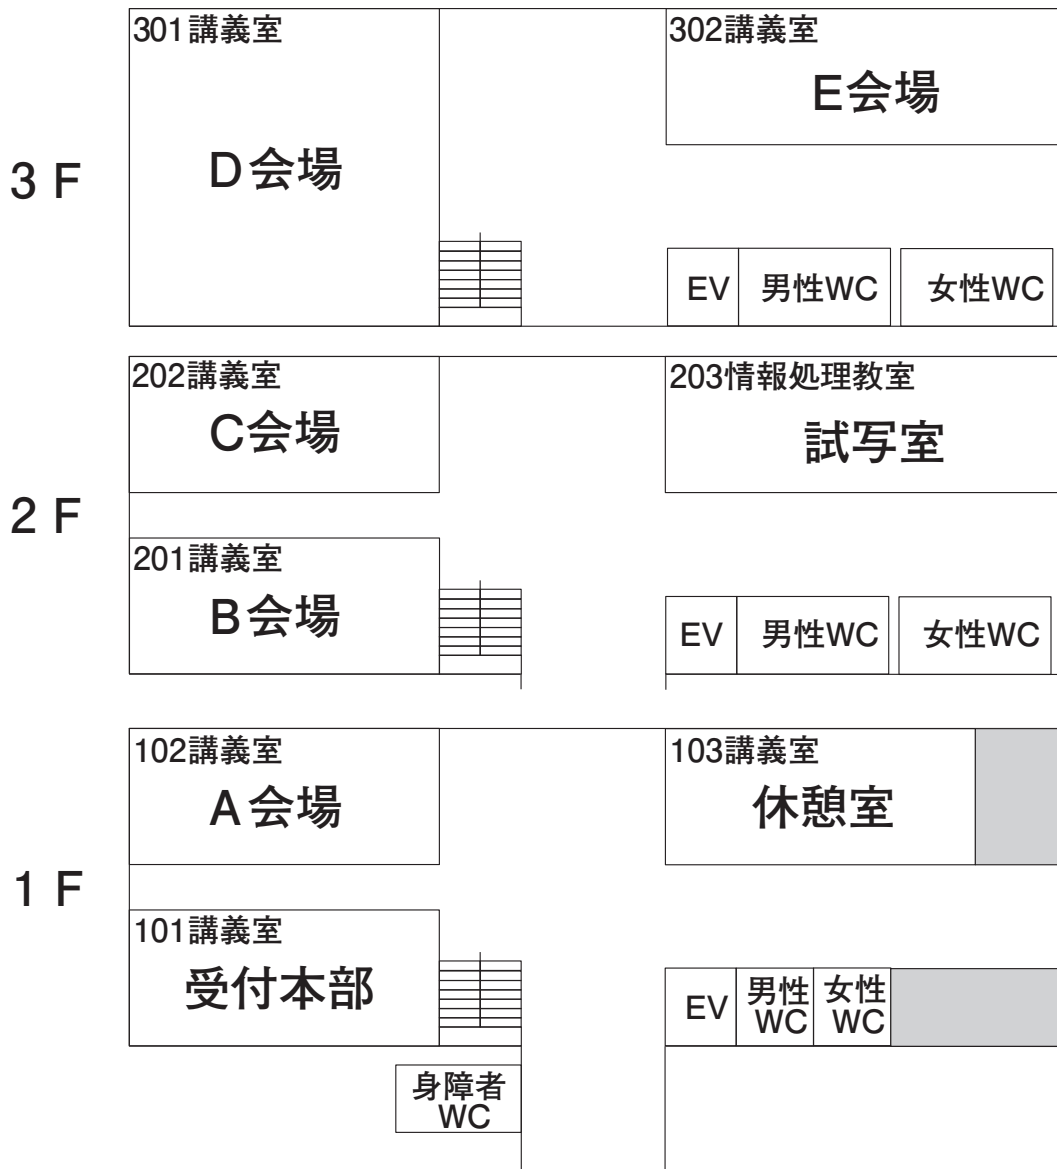 301講義室
D会場
302講義室
E会場
3 F
EV
男性WC
女性WC
202講義室
C会場
203情報処理教室
試写室
2 F
201講義室
B会場
EV
男性WC
女性WC
102講義室
A会場
103講義室
休憩室
1 F
101講義室
受付本部
EV
男性
WC
女性
WC
身障者
WC